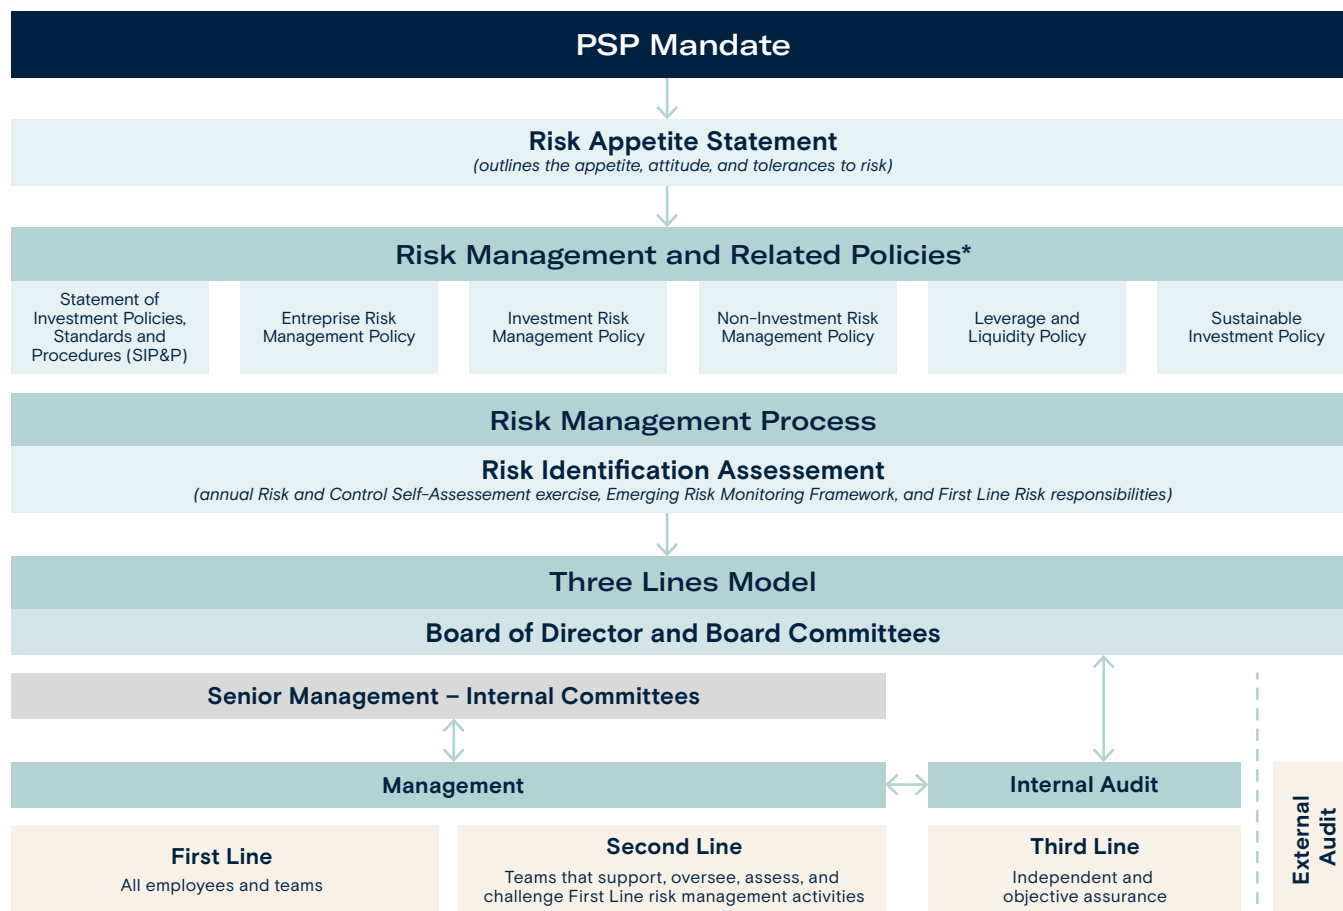 PSP Mandate
Risk Appetite Statement
(outlines the appetite, attitude, and tolerances to risk)
Risk Management and Related Policies*
Statement of
Investment Policies,
Standards and
Procedures (SIP&P)
Entreprise Risk
Management Policy
Investment Risk
Management Policy
Non-Investment Risk
Management Policy
Leverage and
Liquidity Policy
Sustainable
Investment Policy
Risk Management Process
Risk Identification Assessement
(annual Risk and Control Self-Assessement exercise, Emerging Risk Monitoring Framework, and First Line Risk responsibilities)
Three Lines Model
Board of Director and Board Committees
Senior Management – Internal Committees
Management
Internal Audit
First Line
All employees and teams
Second Line
Teams that support, oversee, assess, and
challenge First Line risk management activities
Third Line
Independent and
objective assurance
External
Audit